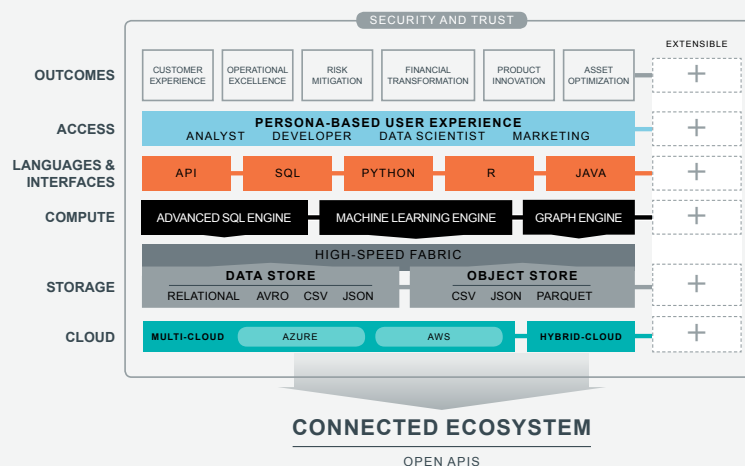 SECURITY AND TRUST
EXTENSIBLE
OUTCOMES
CUSTOMER
EXPERIENCE
OPERATIONAL
EXCELLENCE
RISK
MITIGATION
FINANCIAL
TRANSFORMATION
PRODUCT
INNOVATION
ASSET
OPTIMIZATION
+
ACCESS
PERSONA-BASED USER EXPERIENCE
ANALYST DEVELOPER DATA SCIENTIST MARKETING
+
LANGUAGES &
INTERFACES
API SQL PYTHON R JAVA
+
COMPUTE
ADVANCED SQL ENGINE MACHINE LEARNING ENGINE GRAPH ENGINE
+
HIGH-SPEED FABRIC
STORAGE
DATA STORE
RELATIONAL AVRO CSV JSON
OBJECT STORE
CSV JSON PARQUET
+
CLOUD
MULTI-CLOUD AZURE AWS HYBRID-CLOUD
+
CONNECTED ECOSYSTEM
OPEN APIS